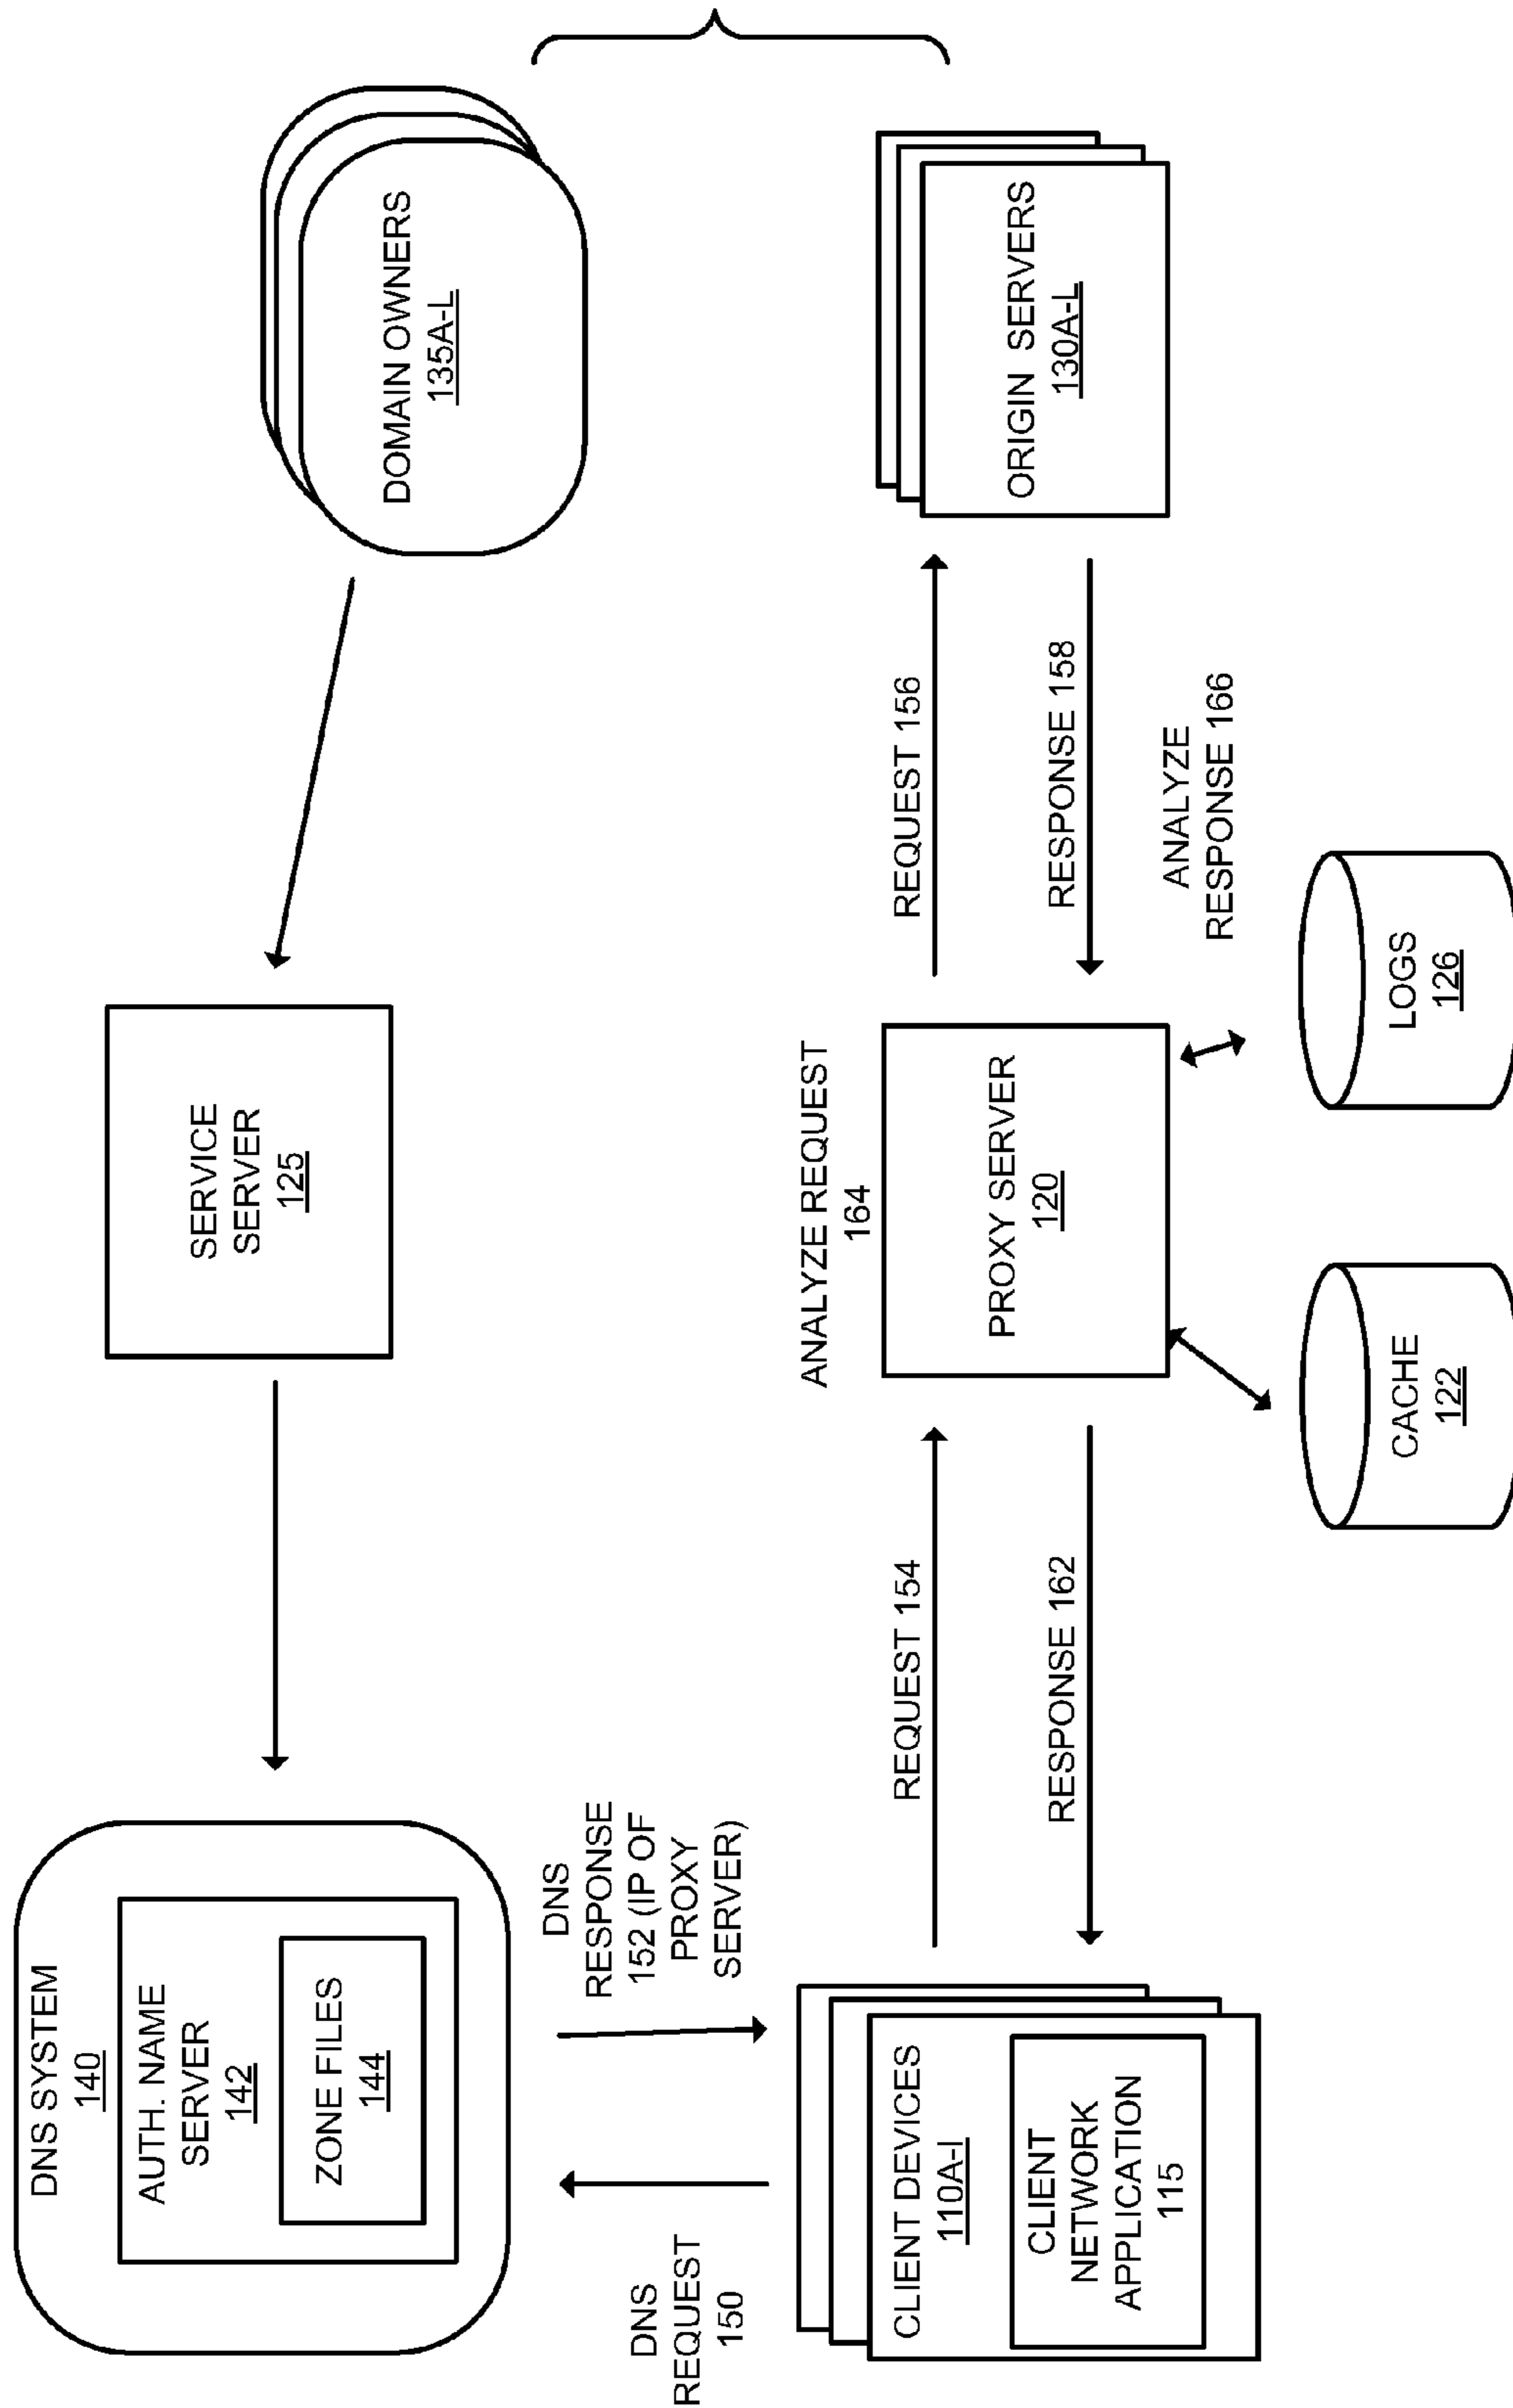 DNS SYSTEM
140
AUTH. NAME
SERVER
142
ZONE FILES
144
SERVICE
SERVER
125
DOMAIN OWNERS
135A-L
DNS
REQUEST
150
DNS
RESPONSE
152 (IP OF
PROXY
SERVER)
CLIENT DEVICES
110A-I
CLIENT
NETWORK
APPLICATION
115
REQUEST 154
RESPONSE 162
ANALYZE REQUEST
164
PROXY SERVER
120
REQUEST 156
RESPONSE 158
ANALYZE
RESPONSE 166
ORIGIN SERVERS
130A-L
CACHE
122
LOGS
126